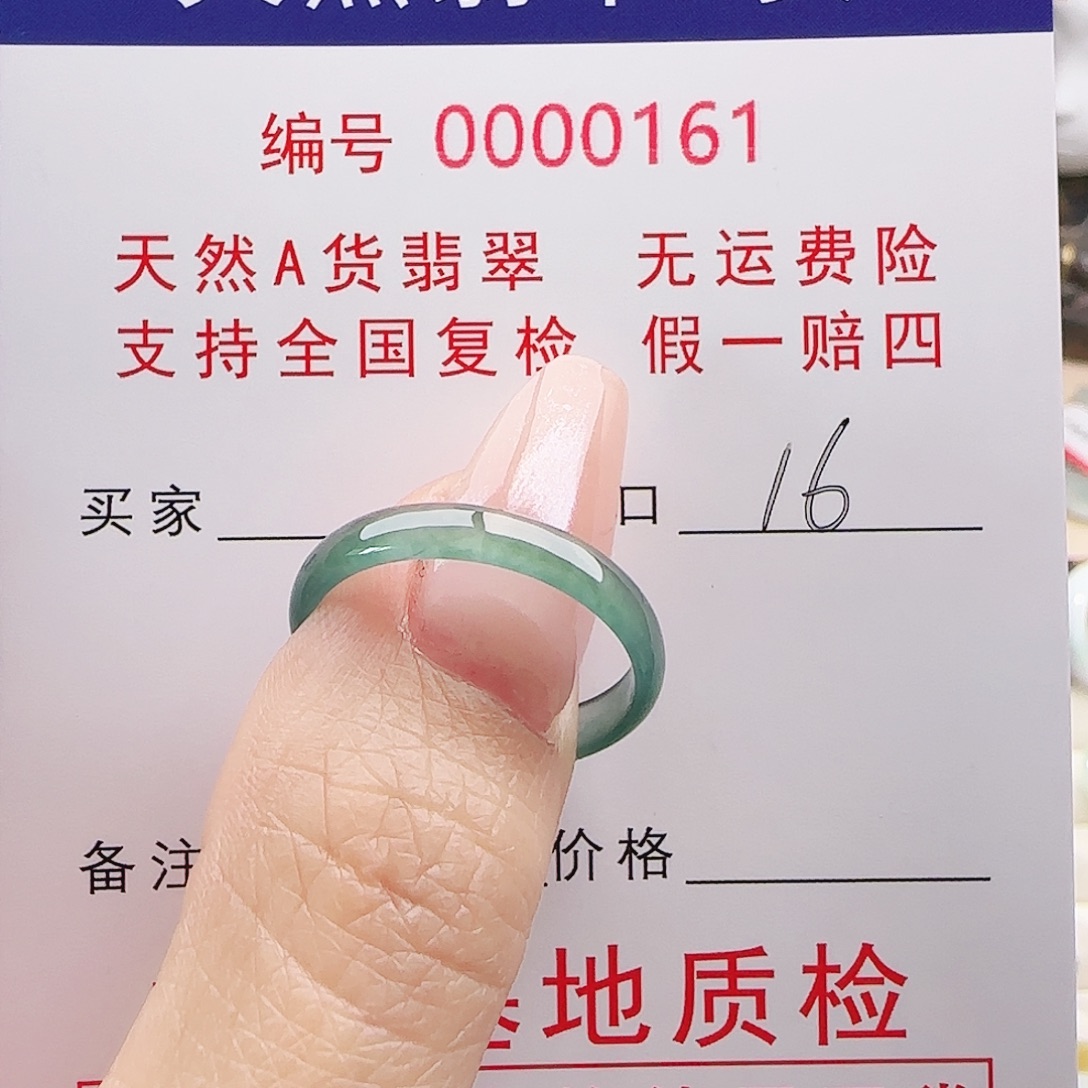 编号 0000161
天然A货翡翠 无运费险
支持全国复检 假一赔四
买家 口 16
备注 价格
地质检